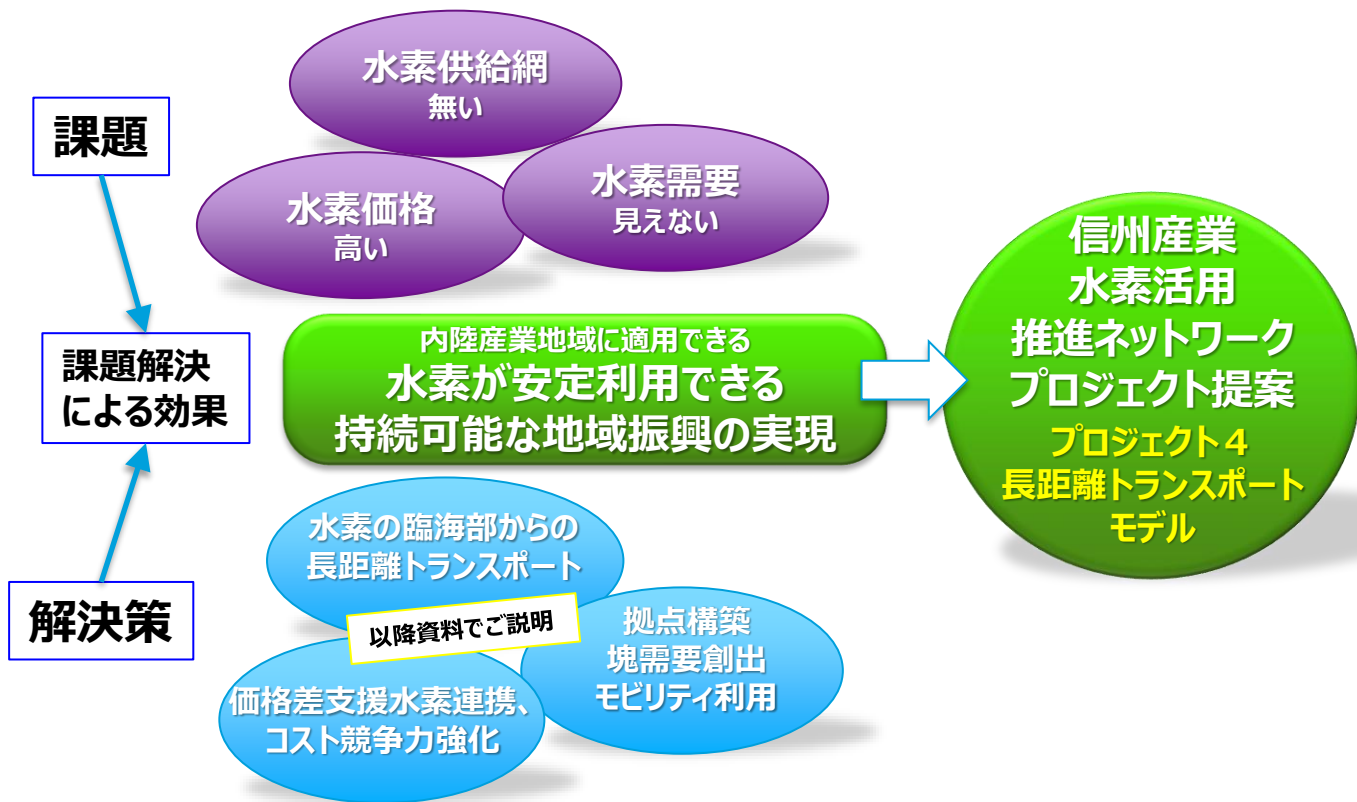 課題
水素供給網
無い
水素価格
高い
水素需要
見えない
課題解決
による効果
内陸産業地域に適用できる
水素が安定利用できる
持続可能な地域振興の実現
信州産業
水素活用
推進ネットワーク
プロジェクト提案
プロジェクト4
長距離トランスポート
モデル
解決策
水素の臨海部からの
長距離トランスポート
以降資料でご説明
拠点構築
塊需要創出
モビリティ利用
価格差支援水素連携、
コスト競争力強化